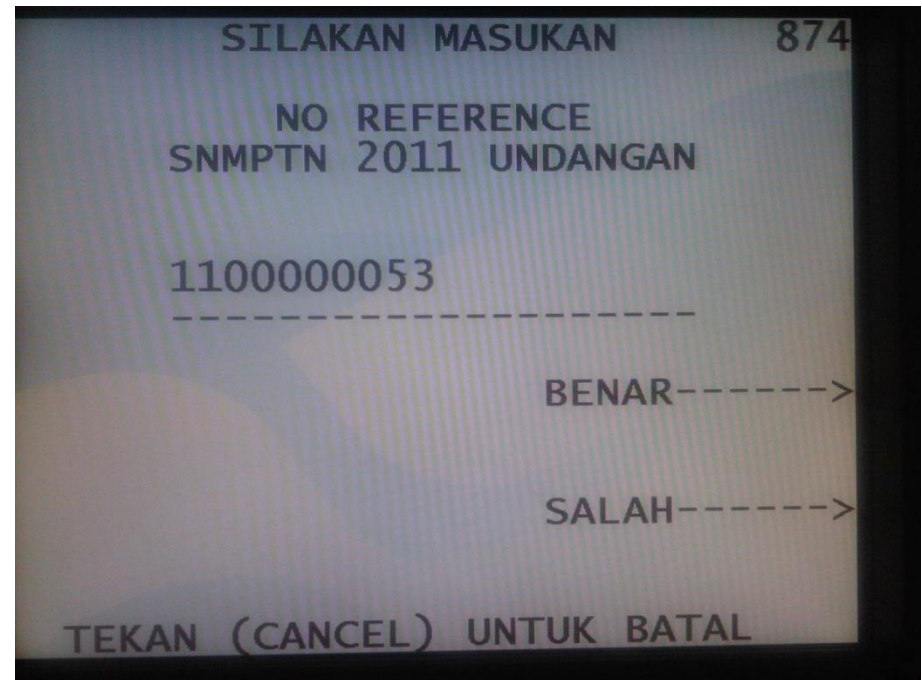 SILAKAN MASUKAN 874
NO REFERENCE
SNMPTN 2011 UNDANGAN
1100000053
--------------------
BENAR------>
SALAH------>
TEKAN (CANCEL) UNTUK BATAL